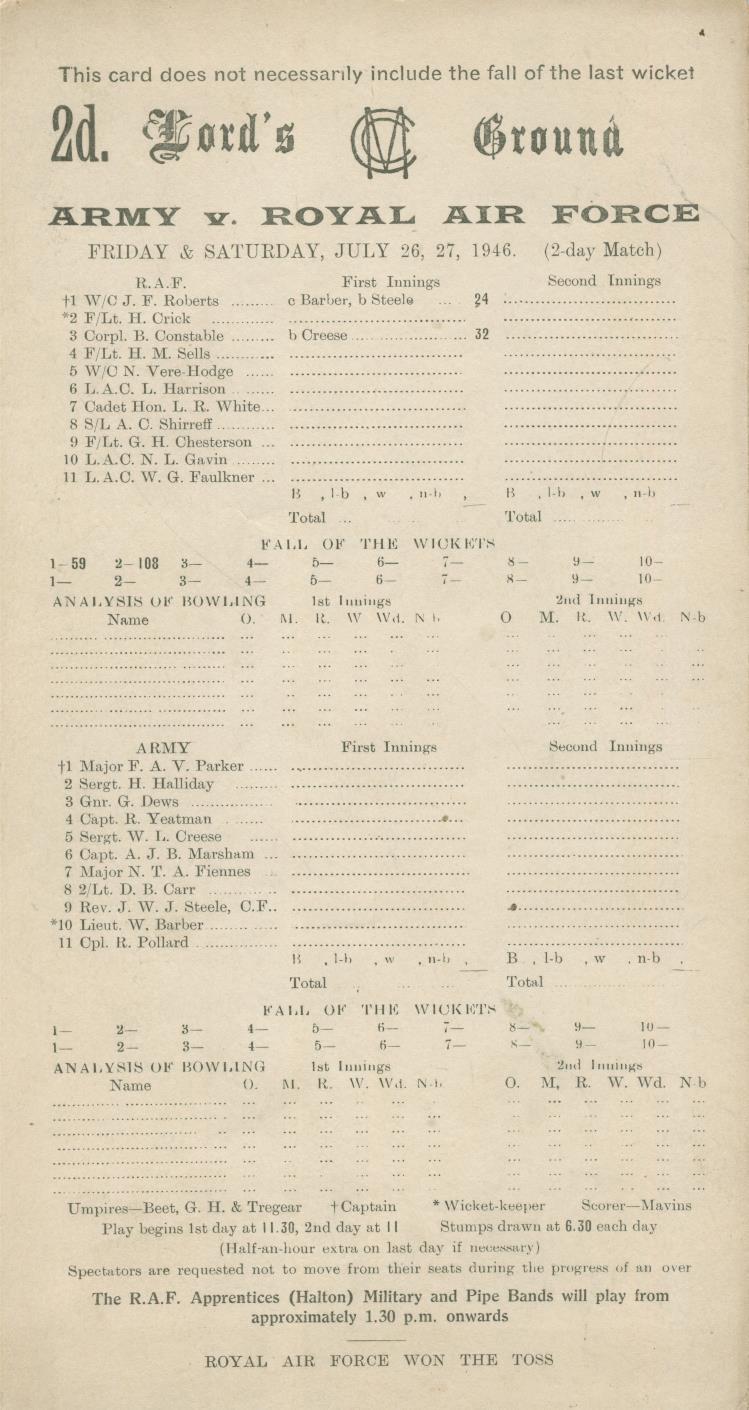 This card does not necessarily include the fall of the last wicket
2d. Lord's MCC Ground
ARMY v. ROYAL AIR FORCE
FRIDAY & SATURDAY, JULY 26, 27, 1946. (2-day Match)
R.A.F. First Innings Second Innings
†1 W/C J. F. Roberts ......... c Barber, b Steele ... 24
*2 F/Lt. H. Crick ............
3 Corpl. B. Constable ......... b Creese ........................ 32
4 F/Lt. H. M. Sells ............
5 W/C N. Vere-Hodge ......
6 L.A.C. L. Harrison .........
7 Cadet Hon. L. R. White...
8 S/L A. C. Shirreff ............
9 F/Lt. G. H. Chesterson ...
10 L.A.C. N. L. Gavin .........
11 L.A.C. W. G. Faulkner ...
B , l-b , w , n-b , B , l-b , w , n-b
Total ... Total ...
FALL OF THE WICKETS
1—59 2—108 3— 4— 5— 6— 7— 8— 9— 10—
1— 2— 3— 4— 5— 6— 7— 8— 9— 10—
ANALYSIS OF BOWLING 1st Innings 2nd Innings
Name O. M. R. W Wd. N-b O M. R. W. Wd. N-b
ARMY First Innings Second Innings
†1 Major F. A. V. Parker ......
2 Sergt. H. Halliday .........
3 Gnr. G. Dews ..................
4 Capt. R. Yeatman .........
5 Sergt. W. L. Creese ......
6 Capt. A. J. B. Marsham ...
7 Major N. T. A. Fiennes
8 2/Lt. D. B. Carr ............
9 Rev. J. W. J. Steele, C.F..
*10 Lieut. W. Barber ............
11 Cpl. R. Pollard ...............
B , l-b , w , n-b , B , l-b , w , n-b ,
Total Total ...
FALL OF THE WICKETS
1— 2— 3— 4— 5— 6— 7— 8— 9— 10—
1— 2— 3— 4— 5— 6— 7— 8— 9— 10—
ANALYSIS OF BOWLING 1st Innings 2nd Innings
Name O. M. R. W. Wd. N-b O. M, R. W. Wd. N-b
Umpires—Beet, G. H. & Tregear †Captain * Wicket-keeper Scorer—Mavins
Play begins 1st day at 11.30, 2nd day at 11 Stumps drawn at 6.30 each day
(Half-an-hour extra on last day if necessary)
Spectators are requested not to move from their seats during the progress of an over
The R.A.F. Apprentices (Halton) Military and Pipe Bands will play from
approximately 1.30 p.m. onwards
ROYAL AIR FORCE WON THE TOSS